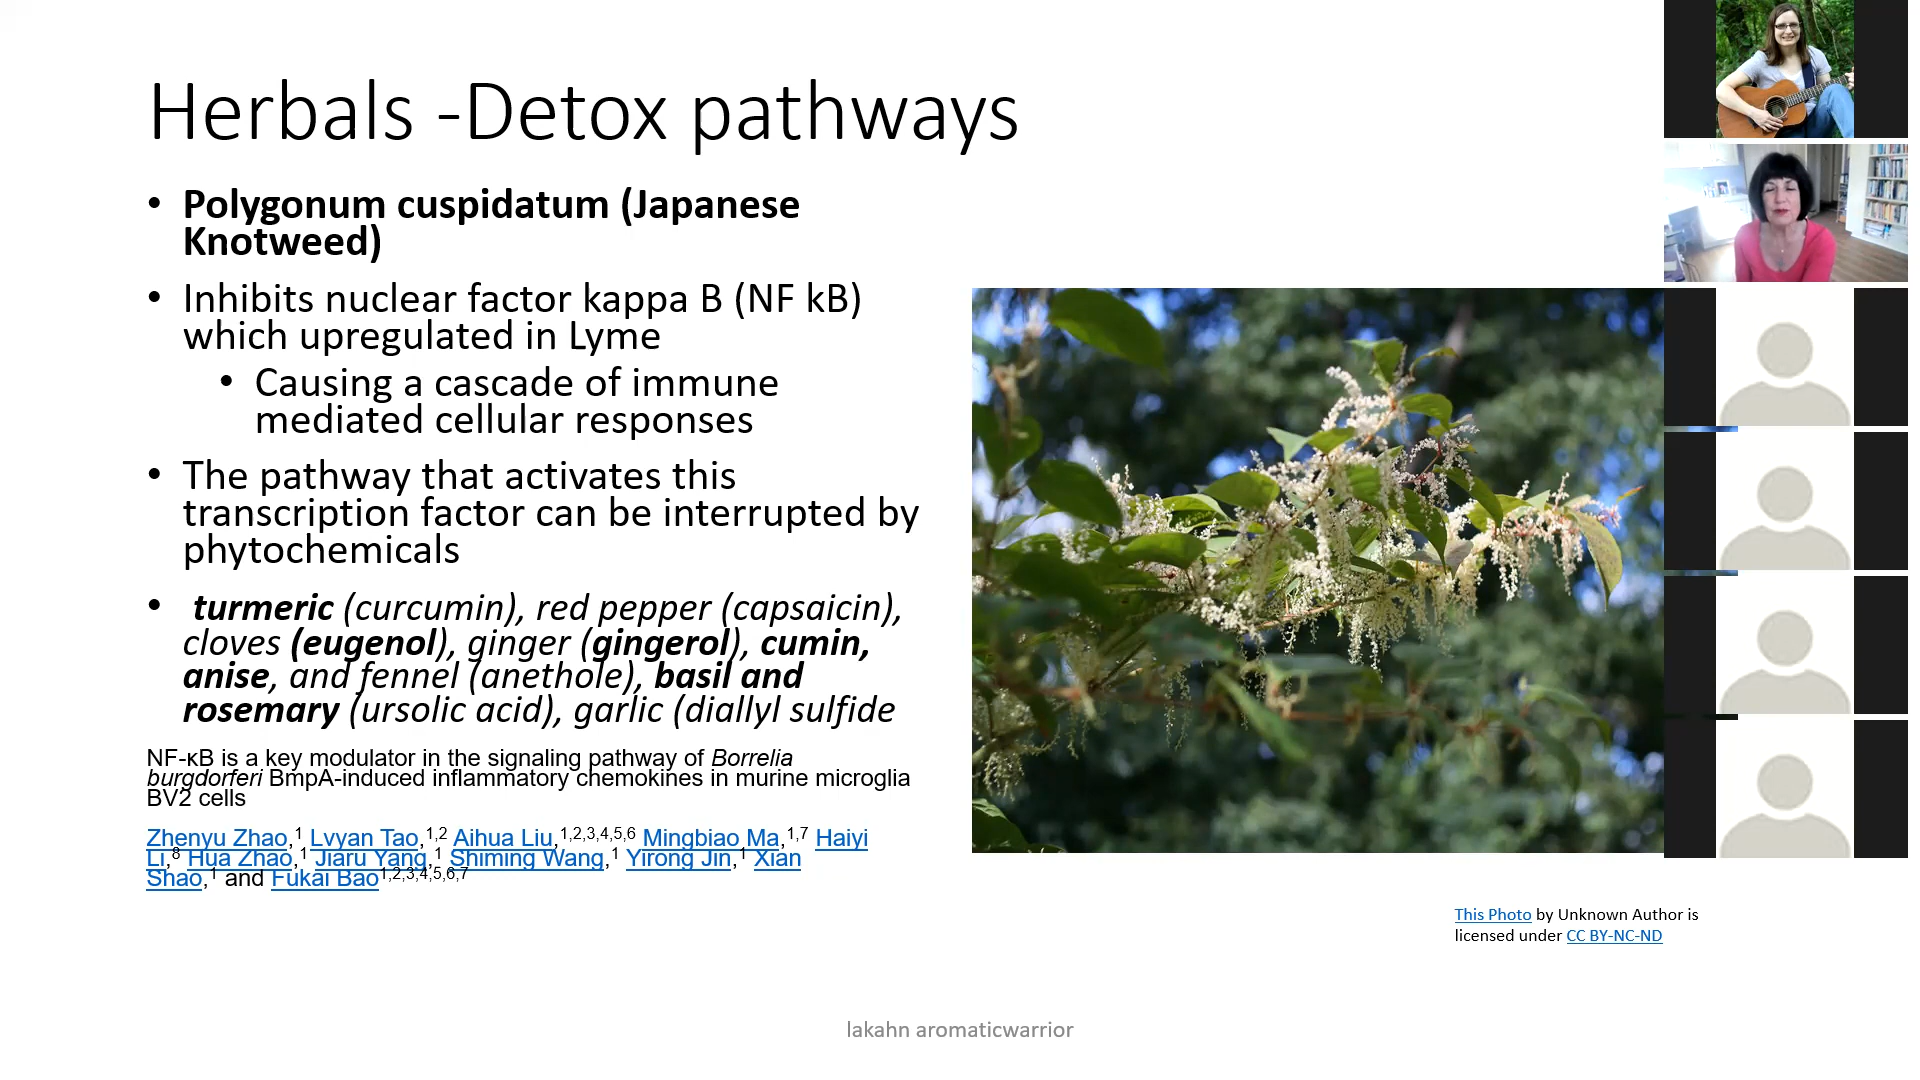 Herbals -Detox pathways
• Polygonum cuspidatum (Japanese
Knotweed)
• Inhibits nuclear factor kappa B (NF kB)
which upregulated in Lyme
• Causing a cascade of immune
mediated cellular responses
• The pathway that activates this
transcription factor can be interrupted by
phytochemicals
• turmeric (curcumin), red pepper (capsaicin),
cloves (eugenol), ginger (gingerol), cumin,
anise, and fennel (anethole), basil and
rosemary (ursolic acid), garlic (diallyl sulfide
NF-κB is a key modulator in the signaling pathway of Borrelia
burgdorferi BmpA-induced inflammatory chemokines in murine microglia
BV2 cells
Zhenyu Zhao,1 Lvyan Tao,1,2 Aihua Liu,1,2,3,4,5,6 Mingbiao Ma,1,7 Haiyi
Li,8 Hua Zhao,1 Jiaru Yang,1 Shiming Wang,1 Yirong Jin,1 Xian
Shao,1 and Fukai Bao1,2,3,4,5,6,7
This Photo by Unknown Author is
licensed under CC BY-NC-ND
lakahn aromaticwarrior